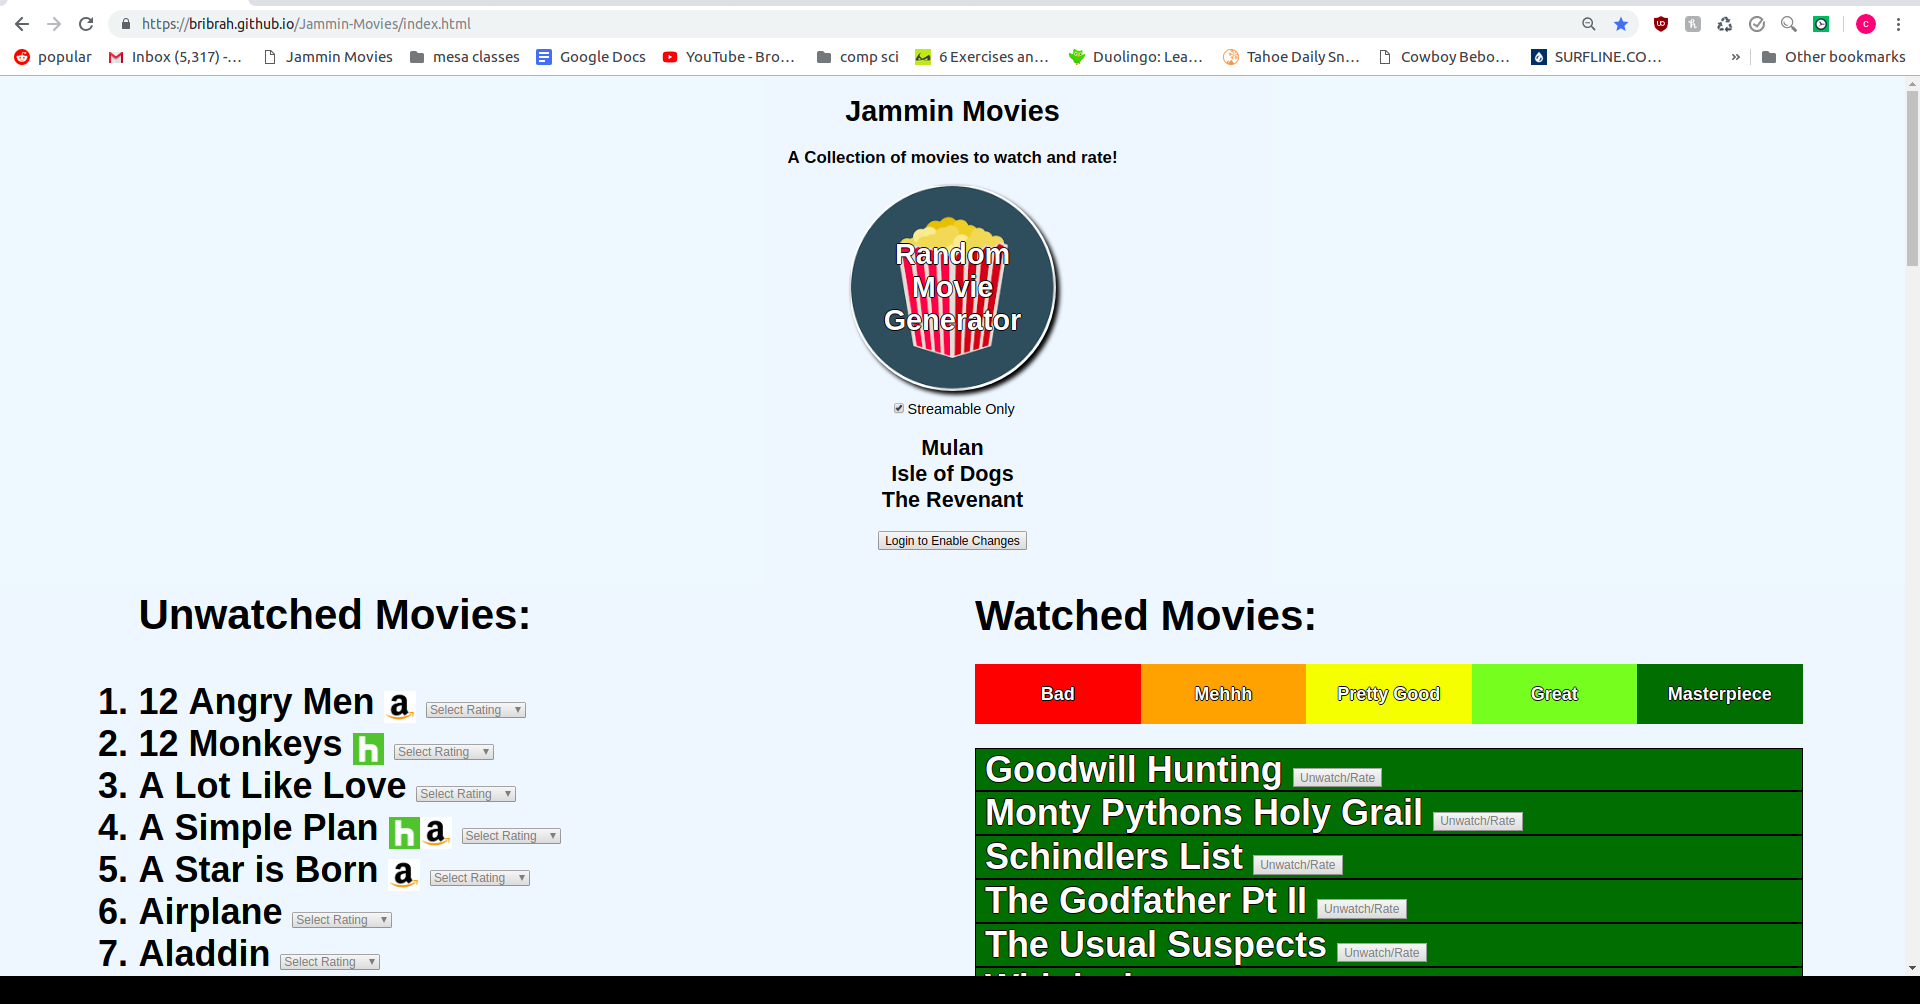 https://bribrah.github.io/Jammin-Movies/index.html
popular
Inbox (5,317) -...
Jammin Movies
mesa classes
Google Docs
YouTube - Bro...
comp sci
6 Exercises an...
Duolingo: Lea...
Tahoe Daily Sn...
Cowboy Bebo...
SURFLINE.CO...
»
Other bookmarks
Jammin Movies
A Collection of movies to watch and rate!
Random
Movie
Generator
Streamable Only
Mulan
Isle of Dogs
The Revenant
Login to Enable Changes
Unwatched Movies:
1. 12 Angry Men a Select Rating
2. 12 Monkeys h Select Rating
3. A Lot Like Love Select Rating
4. A Simple Plan h a Select Rating
5. A Star is Born a Select Rating
6. Airplane Select Rating
7. Aladdin Select Rating
Watched Movies:
Bad Mehhh Pretty Good Great Masterpiece
Goodwill Hunting Unwatch/Rate
Monty Pythons Holy Grail Unwatch/Rate
Schindlers List Unwatch/Rate
The Godfather Pt II Unwatch/Rate
The Usual Suspects Unwatch/Rate